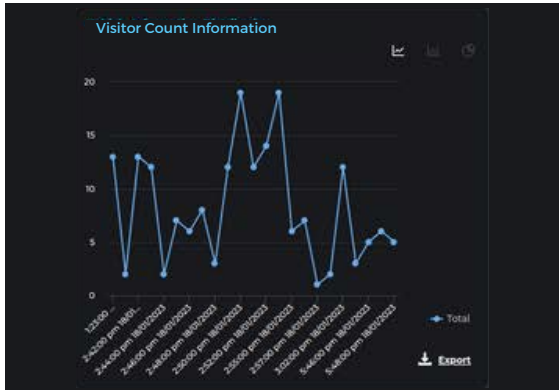 Visitor Count Information
20
15
10
5
0
1:23:00 ...
2:42:00 pm 18/01...
2:44:00 pm 18/01/2023
2:46:00 pm 18/01/2023
2:48:00 pm 18/01/2023
2:50:00 pm 18/01/2023
2:52:00 pm 18/01/2023
2:55:00 pm 18/01/2023
2:57:00 pm 18/01/2023
3:02:00 pm 18/01/2023
5:46:00 pm 18/01/2023
5:48:00 pm 18/01/2023
Total
Export